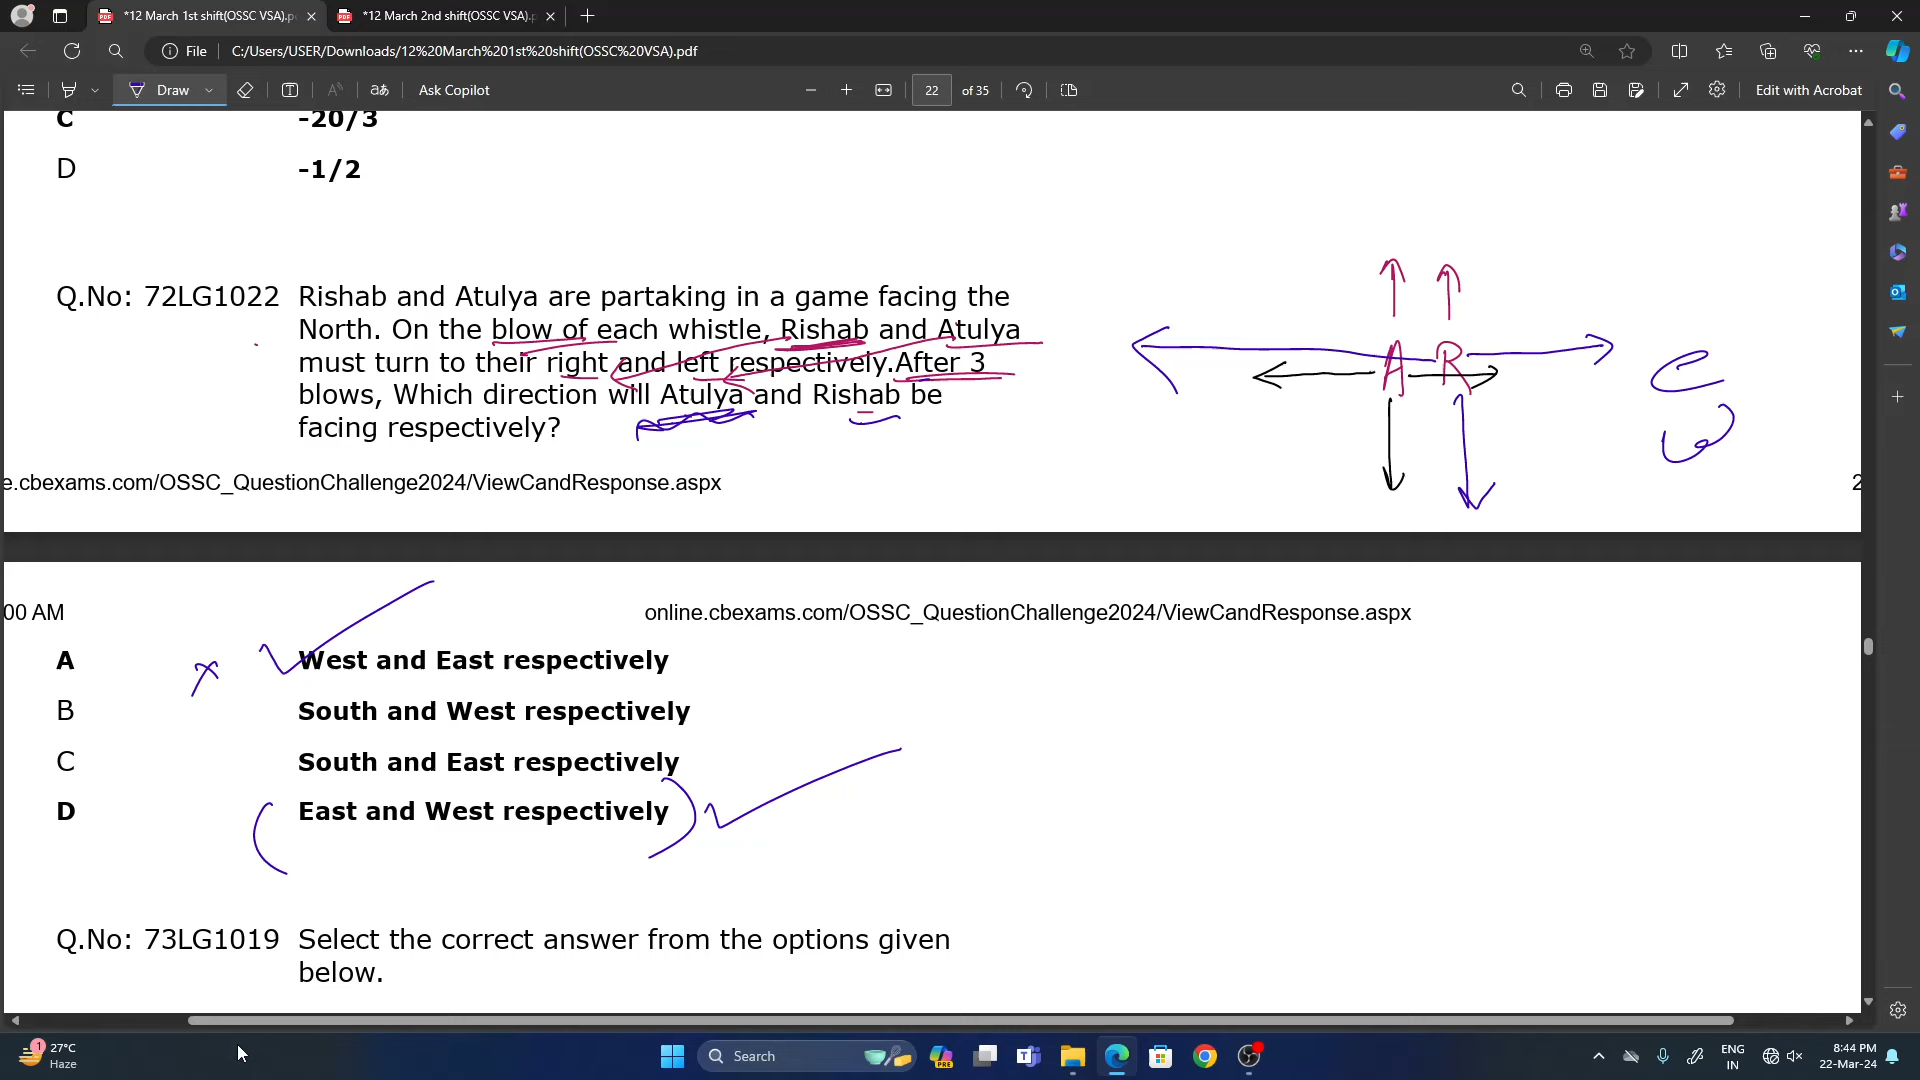 *12 March 1st shift(OSSC VSA).p
*12 March 2nd shift(OSSC VSA).p
File
C:/Users/USER/Downloads/12%20March%201st%20shift(OSSC%20VSA).pdf
Draw
Ask Copilot
22 of 35
Edit with Acrobat
C -20/3
D -1/2
Q.No: 72LG1022 Rishab and Atulya are partaking in a game facing the
North. On the blow of each whistle, Rishab and Atulya
must turn to their right and left respectively.After 3
blows, Which direction will Atulya and Rishab be
facing respectively?
A R
e.cbexams.com/OSSC_QuestionChallenge2024/ViewCandResponse.aspx 2
00 AM online.cbexams.com/OSSC_QuestionChallenge2024/ViewCandResponse.aspx
A West and East respectively
B South and West respectively
C South and East respectively
D East and West respectively
Q.No: 73LG1019 Select the correct answer from the options given
below.
1
27°C
Haze
Search
PRE
ENG
IN
8:44 PM
22-Mar-24